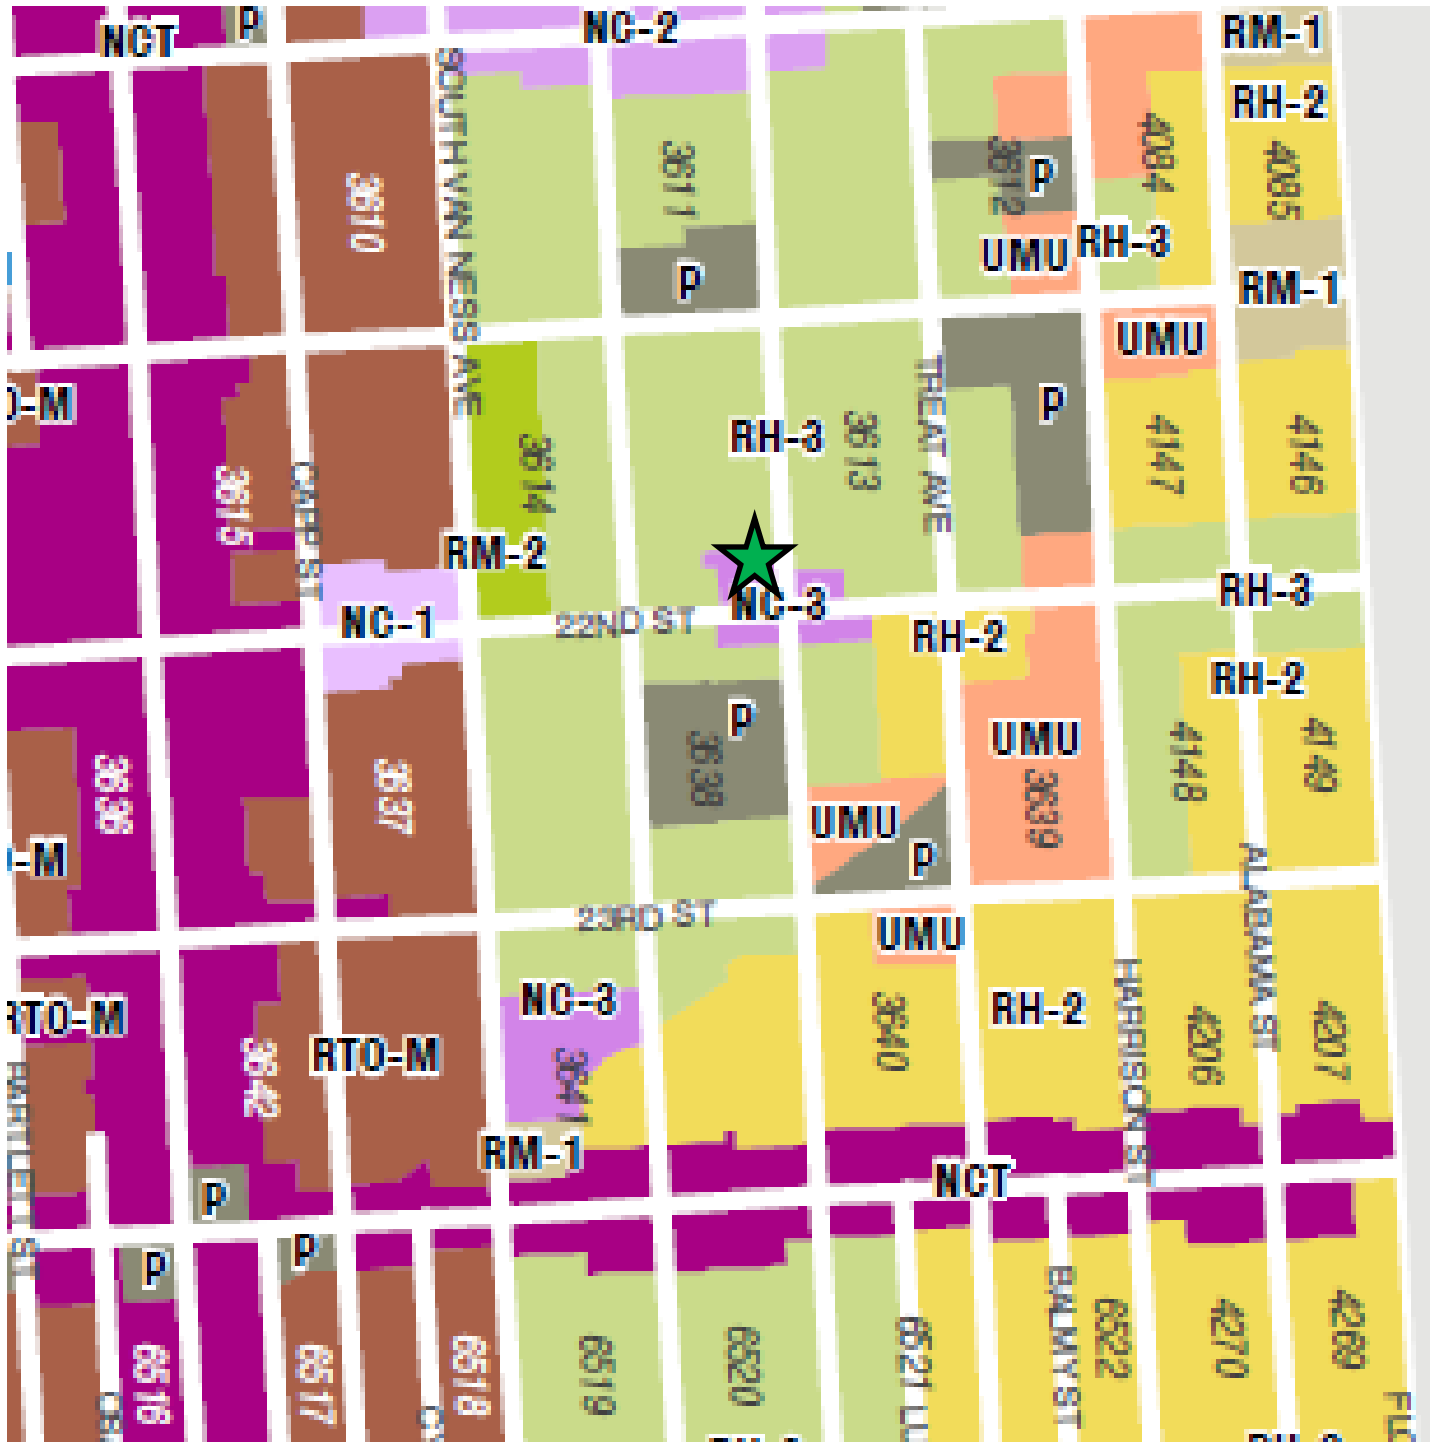 P
NCT
NC-2
RM-1
RH-2
SOUTH VAN NESS AVE
3610
3611
3612
P
4084
4085
UMU
RH-3
P
RM-1
UMU
O-M
TREAT AVE
P
RH-3
3613
4147
4146
3614
3615
CAPP ST
RM-2
NC-3
RH-3
NC-1
22ND ST
RH-2
RH-2
P
UMU
3636
3637
3638
3639
4148
4149
UMU
-M
P
ALABAMA ST
23RD ST
UMU
NC-3
RTO-M
RTO-M
RH-2
HARRISON ST
3640
3641
3642
4206
4207
BARTLETT ST
RM-1
NCT
P
P
P
BALMY ST
6516
6517
6518
6519
6520
6521
6522
4270
4269